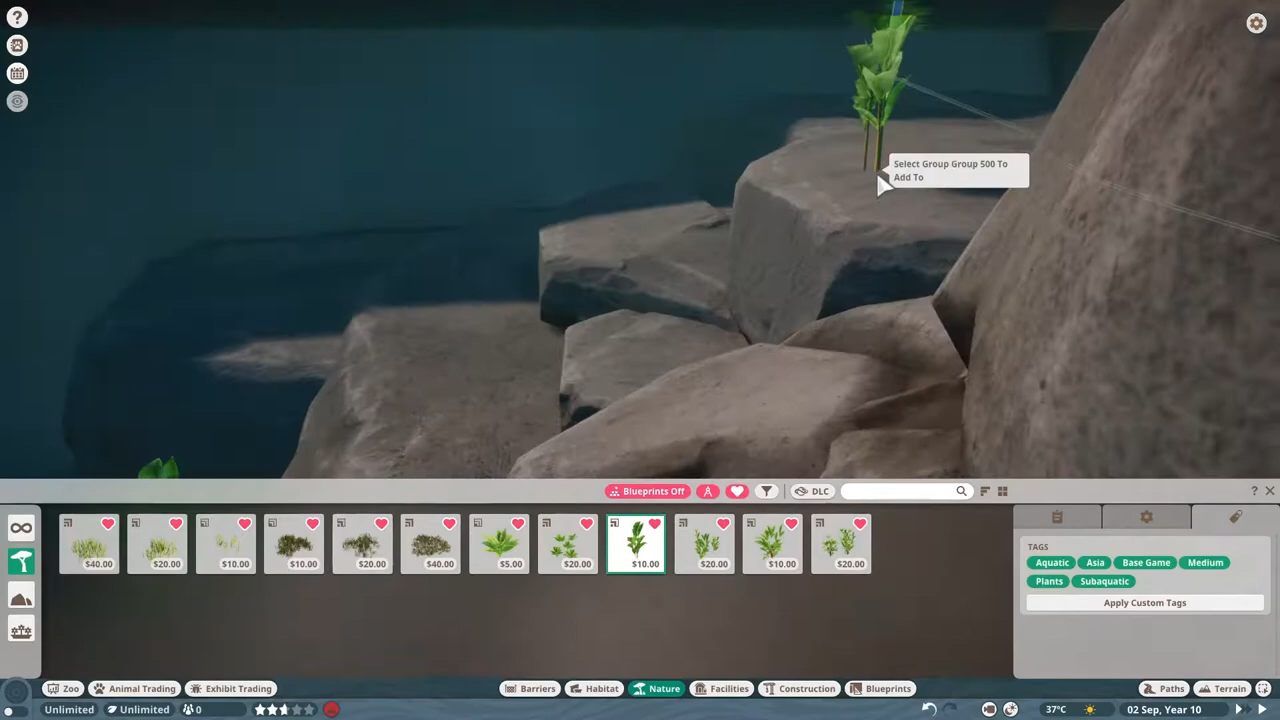 ?
Select Group Group 500 To
Add To
Blueprints Off
DLC
?
$40.00
$20.00
$10.00
$10.00
$20.00
$40.00
$5.00
$20.00
$10.00
$20.00
$10.00
$20.00
TAGS
Aquatic
Asia
Base Game
Medium
Plants
Subaquatic
Apply Custom Tags
Zoo
Animal Trading
Exhibit Trading
Barriers
Habitat
Nature
Facilities
Construction
Blueprints
Paths
Terrain
Unlimited
Unlimited
0
37°C
02 Sep, Year 10